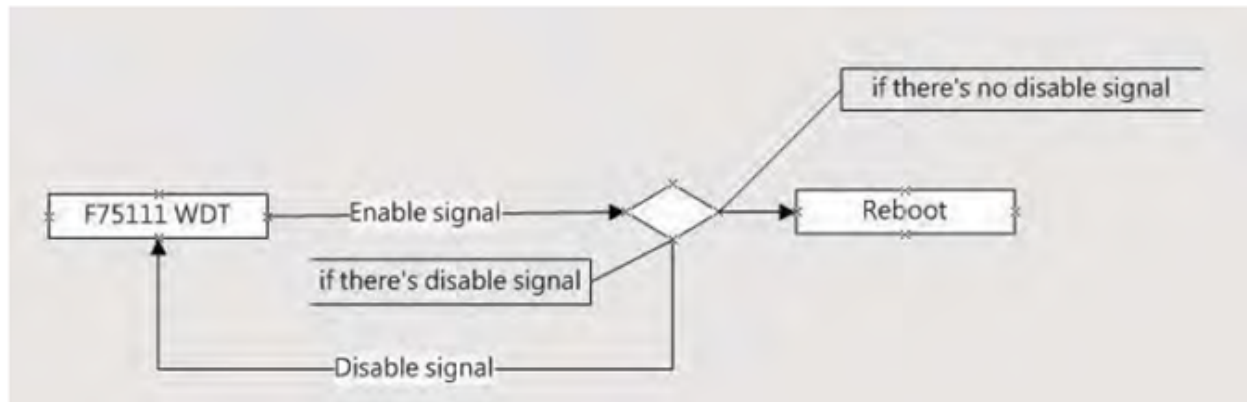 if there's no disable signal
F75111 WDT
Enable signal
Reboot
if there's disable signal
Disable signal